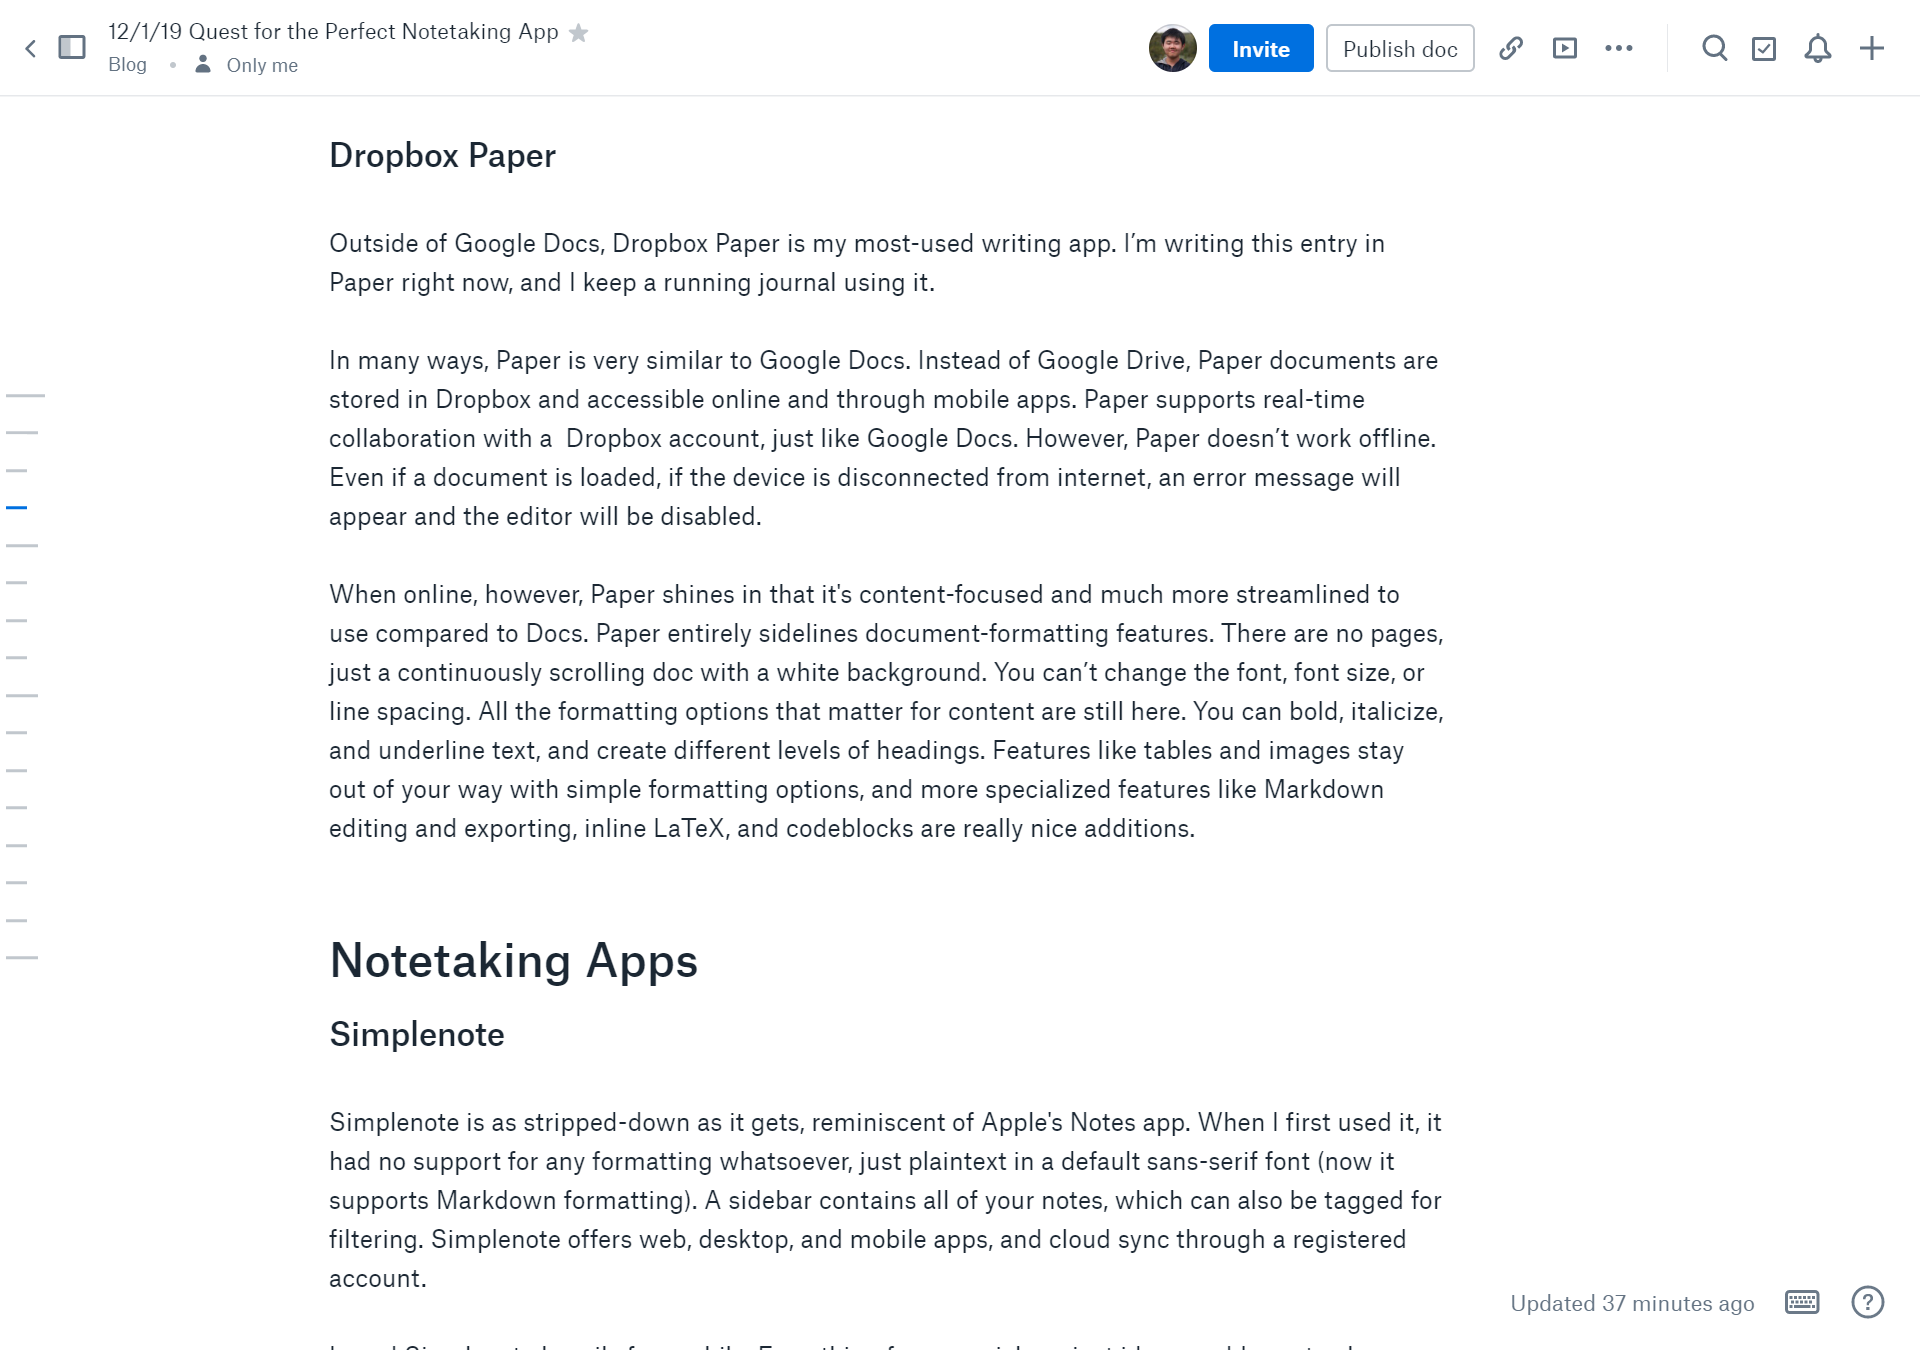 12/1/19 Quest for the Perfect Notetaking App
Blog • Only me
Invite
Publish doc
Dropbox Paper
Outside of Google Docs, Dropbox Paper is my most-used writing app. I’m writing this entry in
Paper right now, and I keep a running journal using it.
In many ways, Paper is very similar to Google Docs. Instead of Google Drive, Paper documents are
stored in Dropbox and accessible online and through mobile apps. Paper supports real-time
collaboration with a  Dropbox account, just like Google Docs. However, Paper doesn’t work offline.
Even if a document is loaded, if the device is disconnected from internet, an error message will
appear and the editor will be disabled.
When online, however, Paper shines in that it's content-focused and much more streamlined to
use compared to Docs. Paper entirely sidelines document-formatting features. There are no pages,
just a continuously scrolling doc with a white background. You can’t change the font, font size, or
line spacing. All the formatting options that matter for content are still here. You can bold, italicize,
and underline text, and create different levels of headings. Features like tables and images stay
out of your way with simple formatting options, and more specialized features like Markdown
editing and exporting, inline LaTeX, and codeblocks are really nice additions.
Notetaking Apps
Simplenote
Simplenote is as stripped-down as it gets, reminiscent of Apple's Notes app. When I first used it, it
had no support for any formatting whatsoever, just plaintext in a default sans-serif font (now it
supports Markdown formatting). A sidebar contains all of your notes, which can also be tagged for
filtering. Simplenote offers web, desktop, and mobile apps, and cloud sync through a registered
account.
Updated 37 minutes ago